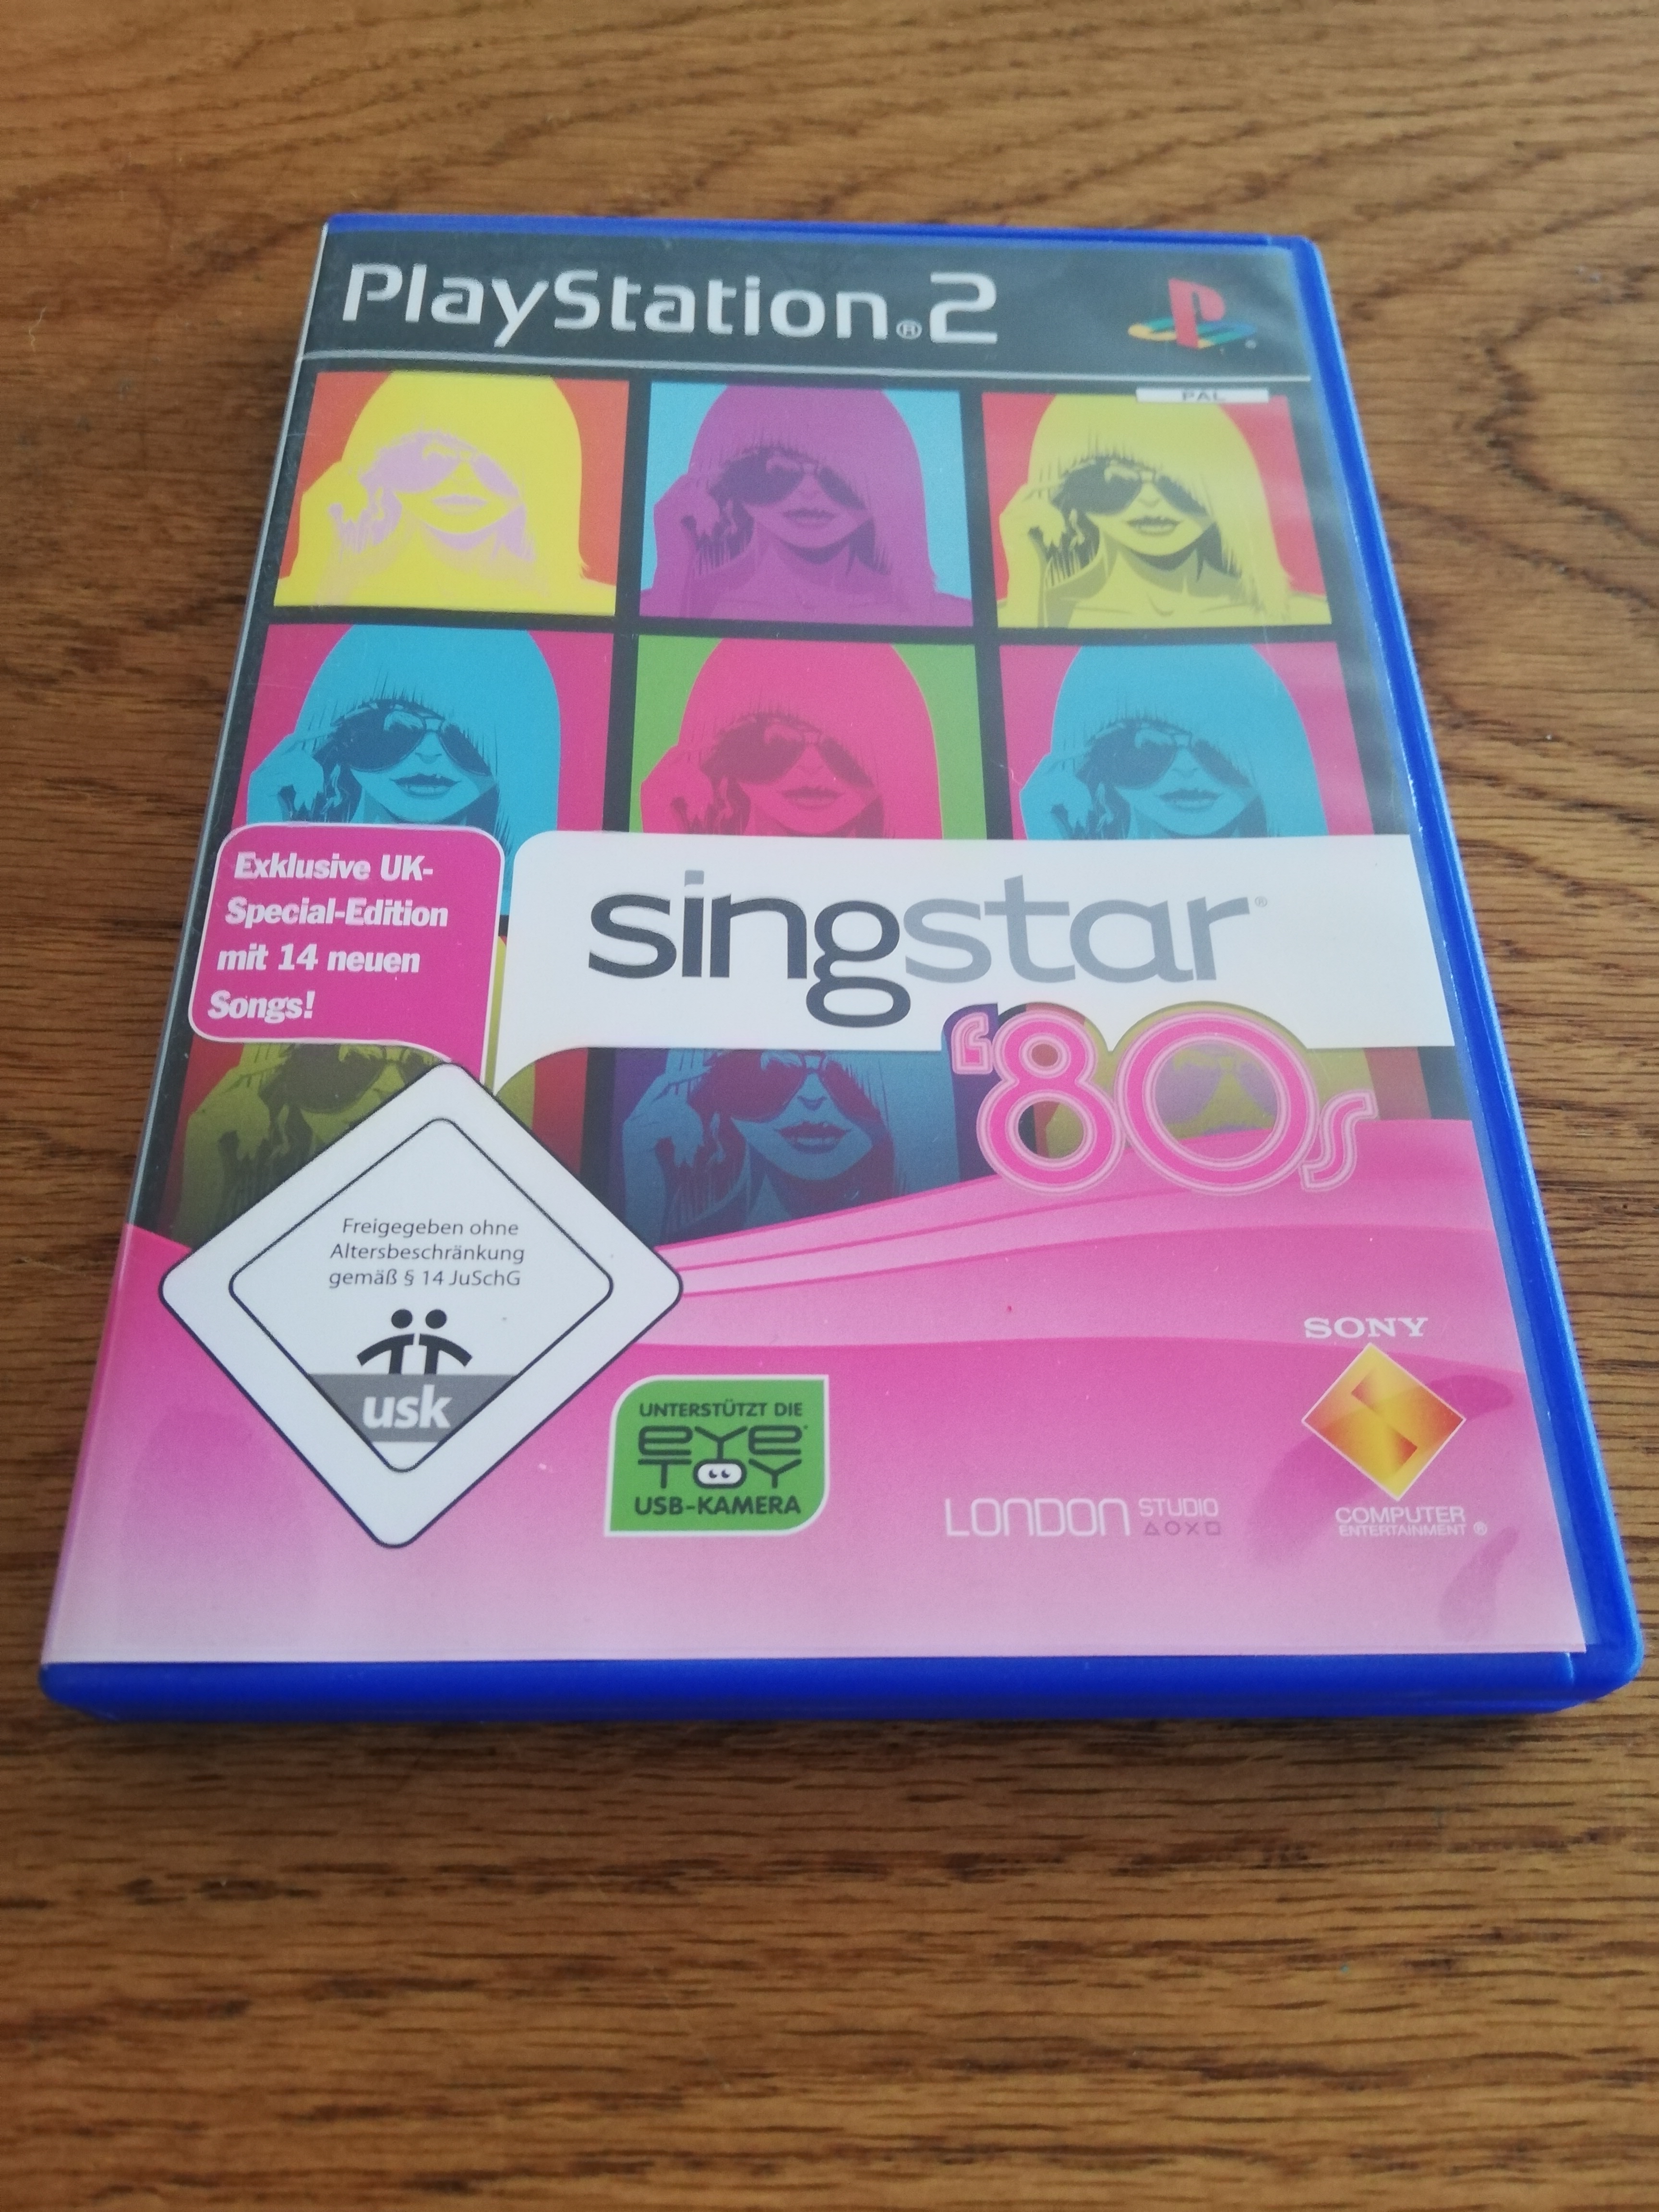 PlayStation®2
PAL
Exklusive UK-
Special-Edition
mit 14 neuen
Songs!
singstar®
'80s
Freigegeben ohne
Altersbeschränkung
gemäß § 14 JuSchG
usk
UNTERSTÜTZT DIE
EYE
TOY
USB-KAMERA
LONDON STUDIO
SONY
COMPUTER
ENTERTAINMENT®